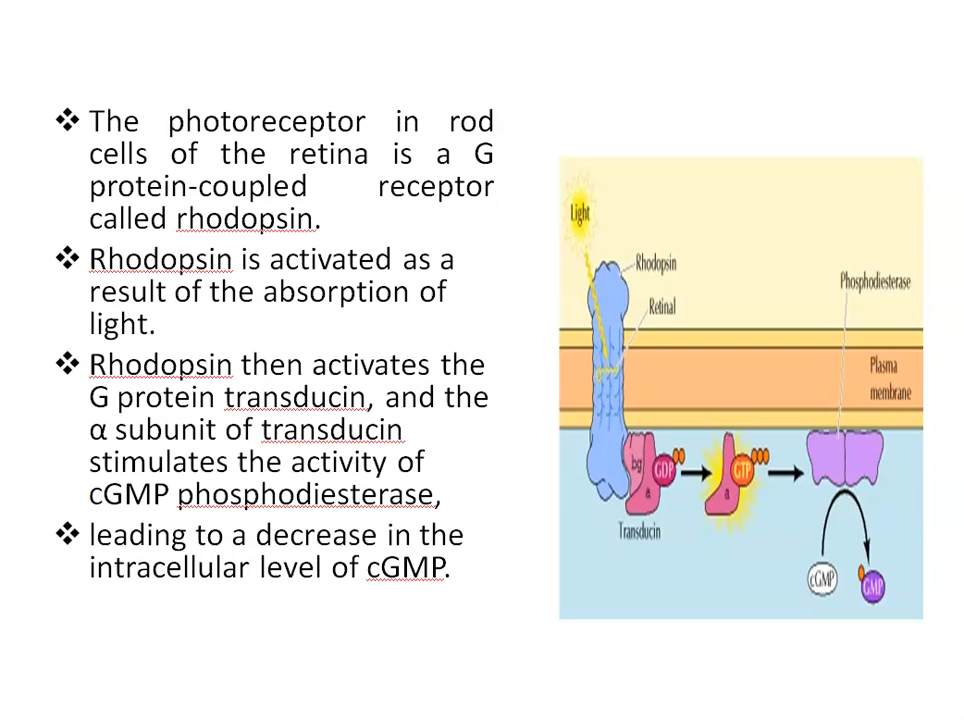 ❖ The photoreceptor in rod
cells of the retina is a G
protein-coupled receptor
called rhodopsin.
❖ Rhodopsin is activated as a
result of the absorption of
light.
❖ Rhodopsin then activates the
G protein transducin, and the
α subunit of transducin
stimulates the activity of
cGMP phosphodiesterase,
❖ leading to a decrease in the
intracellular level of cGMP.
Light
Rhodopsin
Retinal
Phosphodiesterase
Plasma
membrane
bg
a
GDP
a
GTP
Transducin
cGMP
GMP